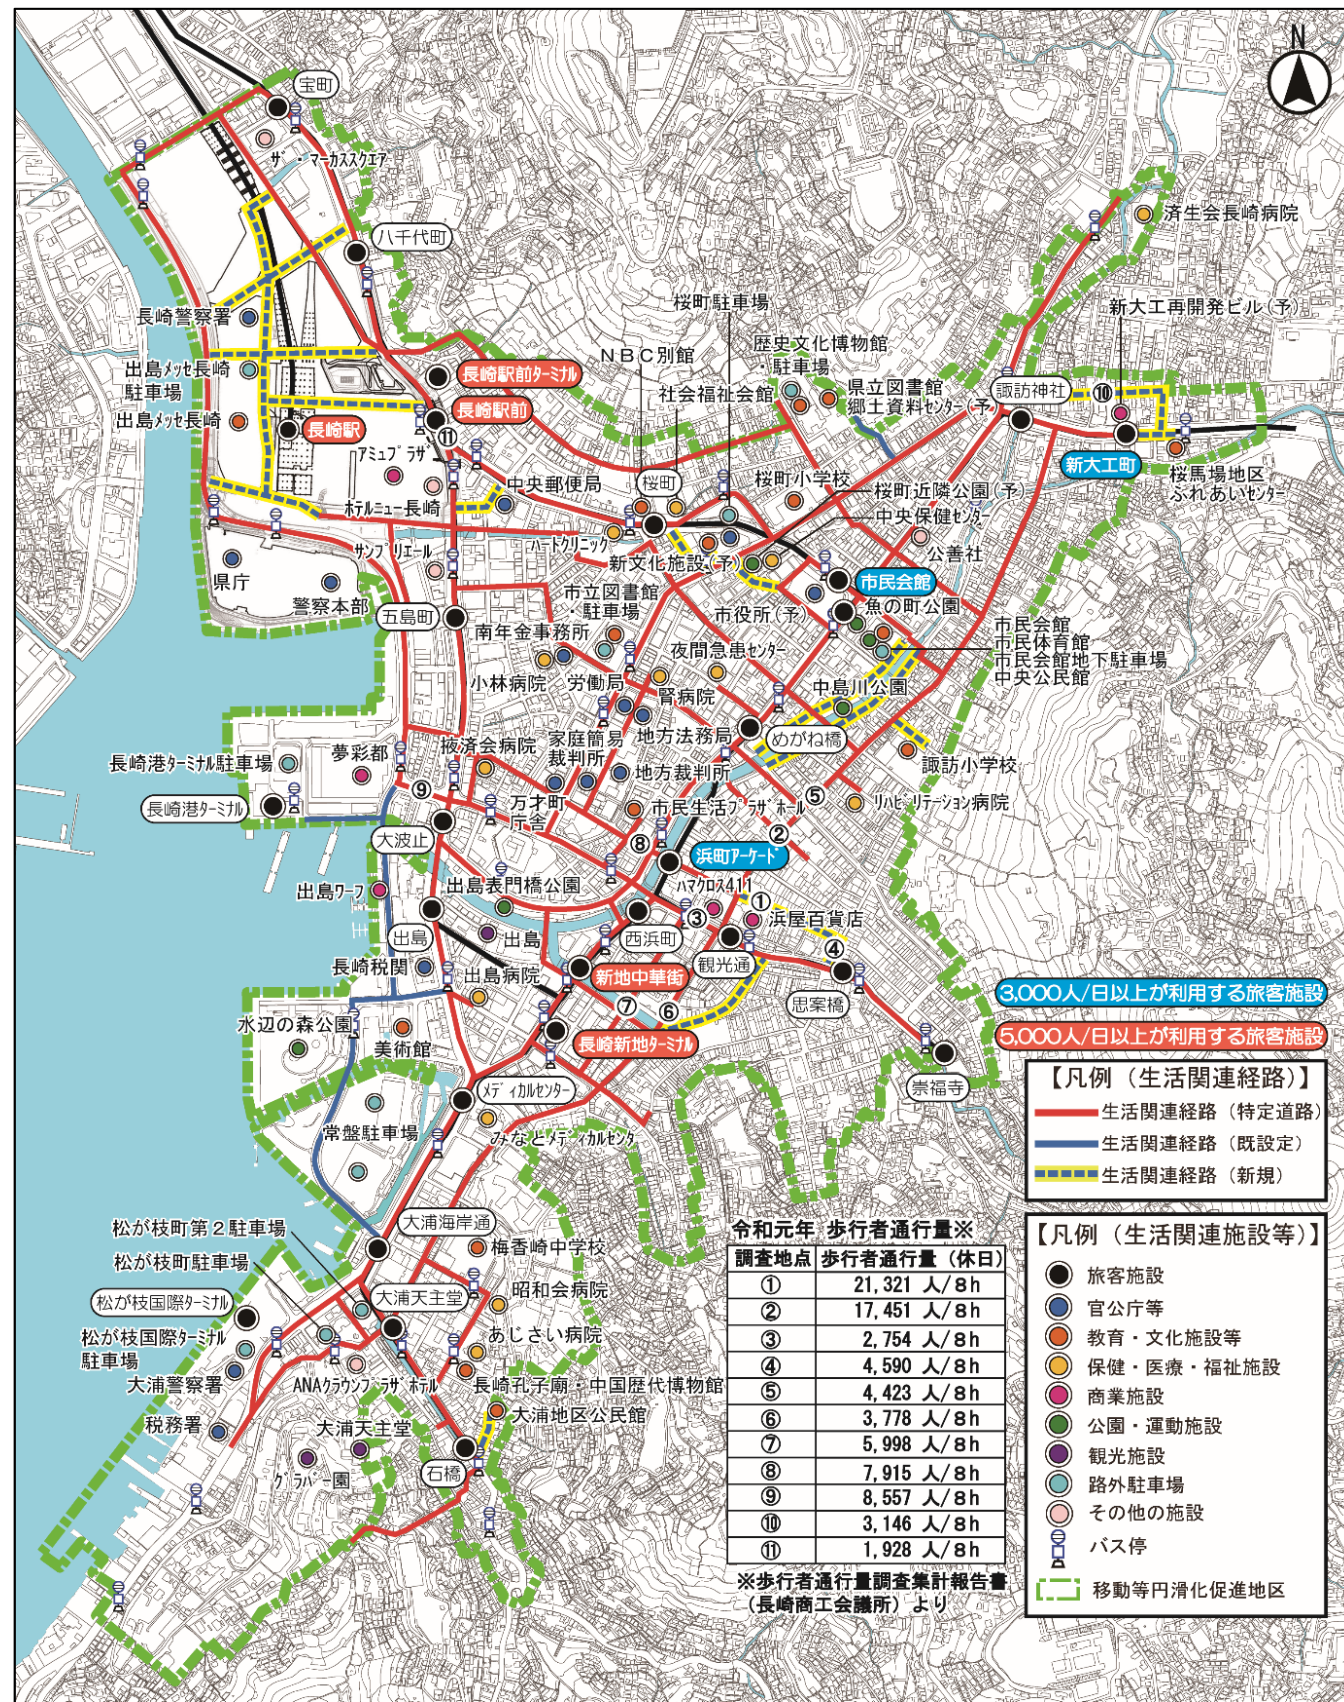 N
宝町
ザ・マーカススクエア
八千代町
済生会長崎病院
長崎警察署
桜町駐車場
新大工再開発ビル(予)
NBC別館
歴史文化博物館
・駐車場
出島メッセ長崎
駐車場
長崎駅前ターミナル
社会福祉会館
県立図書館
郷土資料センター(予)
諏訪神社
⑩
出島メッセ長崎
長崎駅
長崎駅前
⑪
新大工町
アミュプラザ
桜馬場地区
ふれあいセンター
中央郵便局
桜町
桜町小学校
桜町近隣公園(予)
ホテルニュー長崎
中央保健センター
ハートクリニック
公善社
サンプリエール
新文化施設(予)
県庁
警察本部
市民会館
五島町
市立図書館
・駐車場
市役所(予)
魚の町公園
南年金事務所
市民会館
市民体育館
市民会館地下駐車場
中央公民館
夜間急患センター
小林病院
労働局
腎病院
中島川公園
掖済会病院
家庭簡易
裁判所
地方法務局
めがね橋
諏訪小学校
長崎港ターミナル駐車場
夢彩都
地方裁判所
長崎港ターミナル
⑨
万才町
庁舎
市民生活プラザホール
⑤
リハビリテーション病院
大波止
⑧
②
浜町アーケード
出島ワーフ
出島表門橋公園
ハマクロス411
①
③
浜屋百貨店
出島
出島
西浜町
観光通
④
長崎税関
出島病院
新地中華街
思案橋
3,000人/日以上が利用する旅客施設
⑦
⑥
水辺の森公園
美術館
長崎新地ターミナル
5,000人/日以上が利用する旅客施設
崇福寺
メディカルセンター
【凡例(生活関連経路)】
生活関連経路(特定道路)
生活関連経路(既設定)
生活関連経路(新規)
常盤駐車場
みなとメディカルセンタ
松が枝町第2駐車場
大浦海岸通
松が枝町駐車場
梅香崎中学校
松が枝国際ターミナル
大浦天主堂
昭和会病院
松が枝国際ターミナル
駐車場
あじさい病院
大浦警察署
ANAクラウンプラザホテル
長崎孔子廟・中国歴代博物館
税務署
大浦天主堂
大浦地区公民館
グラバー園
石橋
令和元年 歩行者通行量※
調査地点 歩行者通行量(休日)
① 21,321 人/8h
② 17,451 人/8h
③ 2,754 人/8h
④ 4,590 人/8h
⑤ 4,423 人/8h
⑥ 3,778 人/8h
⑦ 5,998 人/8h
⑧ 7,915 人/8h
⑨ 8,557 人/8h
⑩ 3,146 人/8h
⑪ 1,928 人/8h
※歩行者通行量調査集計報告書
(長崎商工会議所)より
【凡例(生活関連施設等)】
旅客施設
官公庁等
教育・文化施設等
保健・医療・福祉施設
商業施設
公園・運動施設
観光施設
路外駐車場
その他の施設
バス停
移動等円滑化促進地区